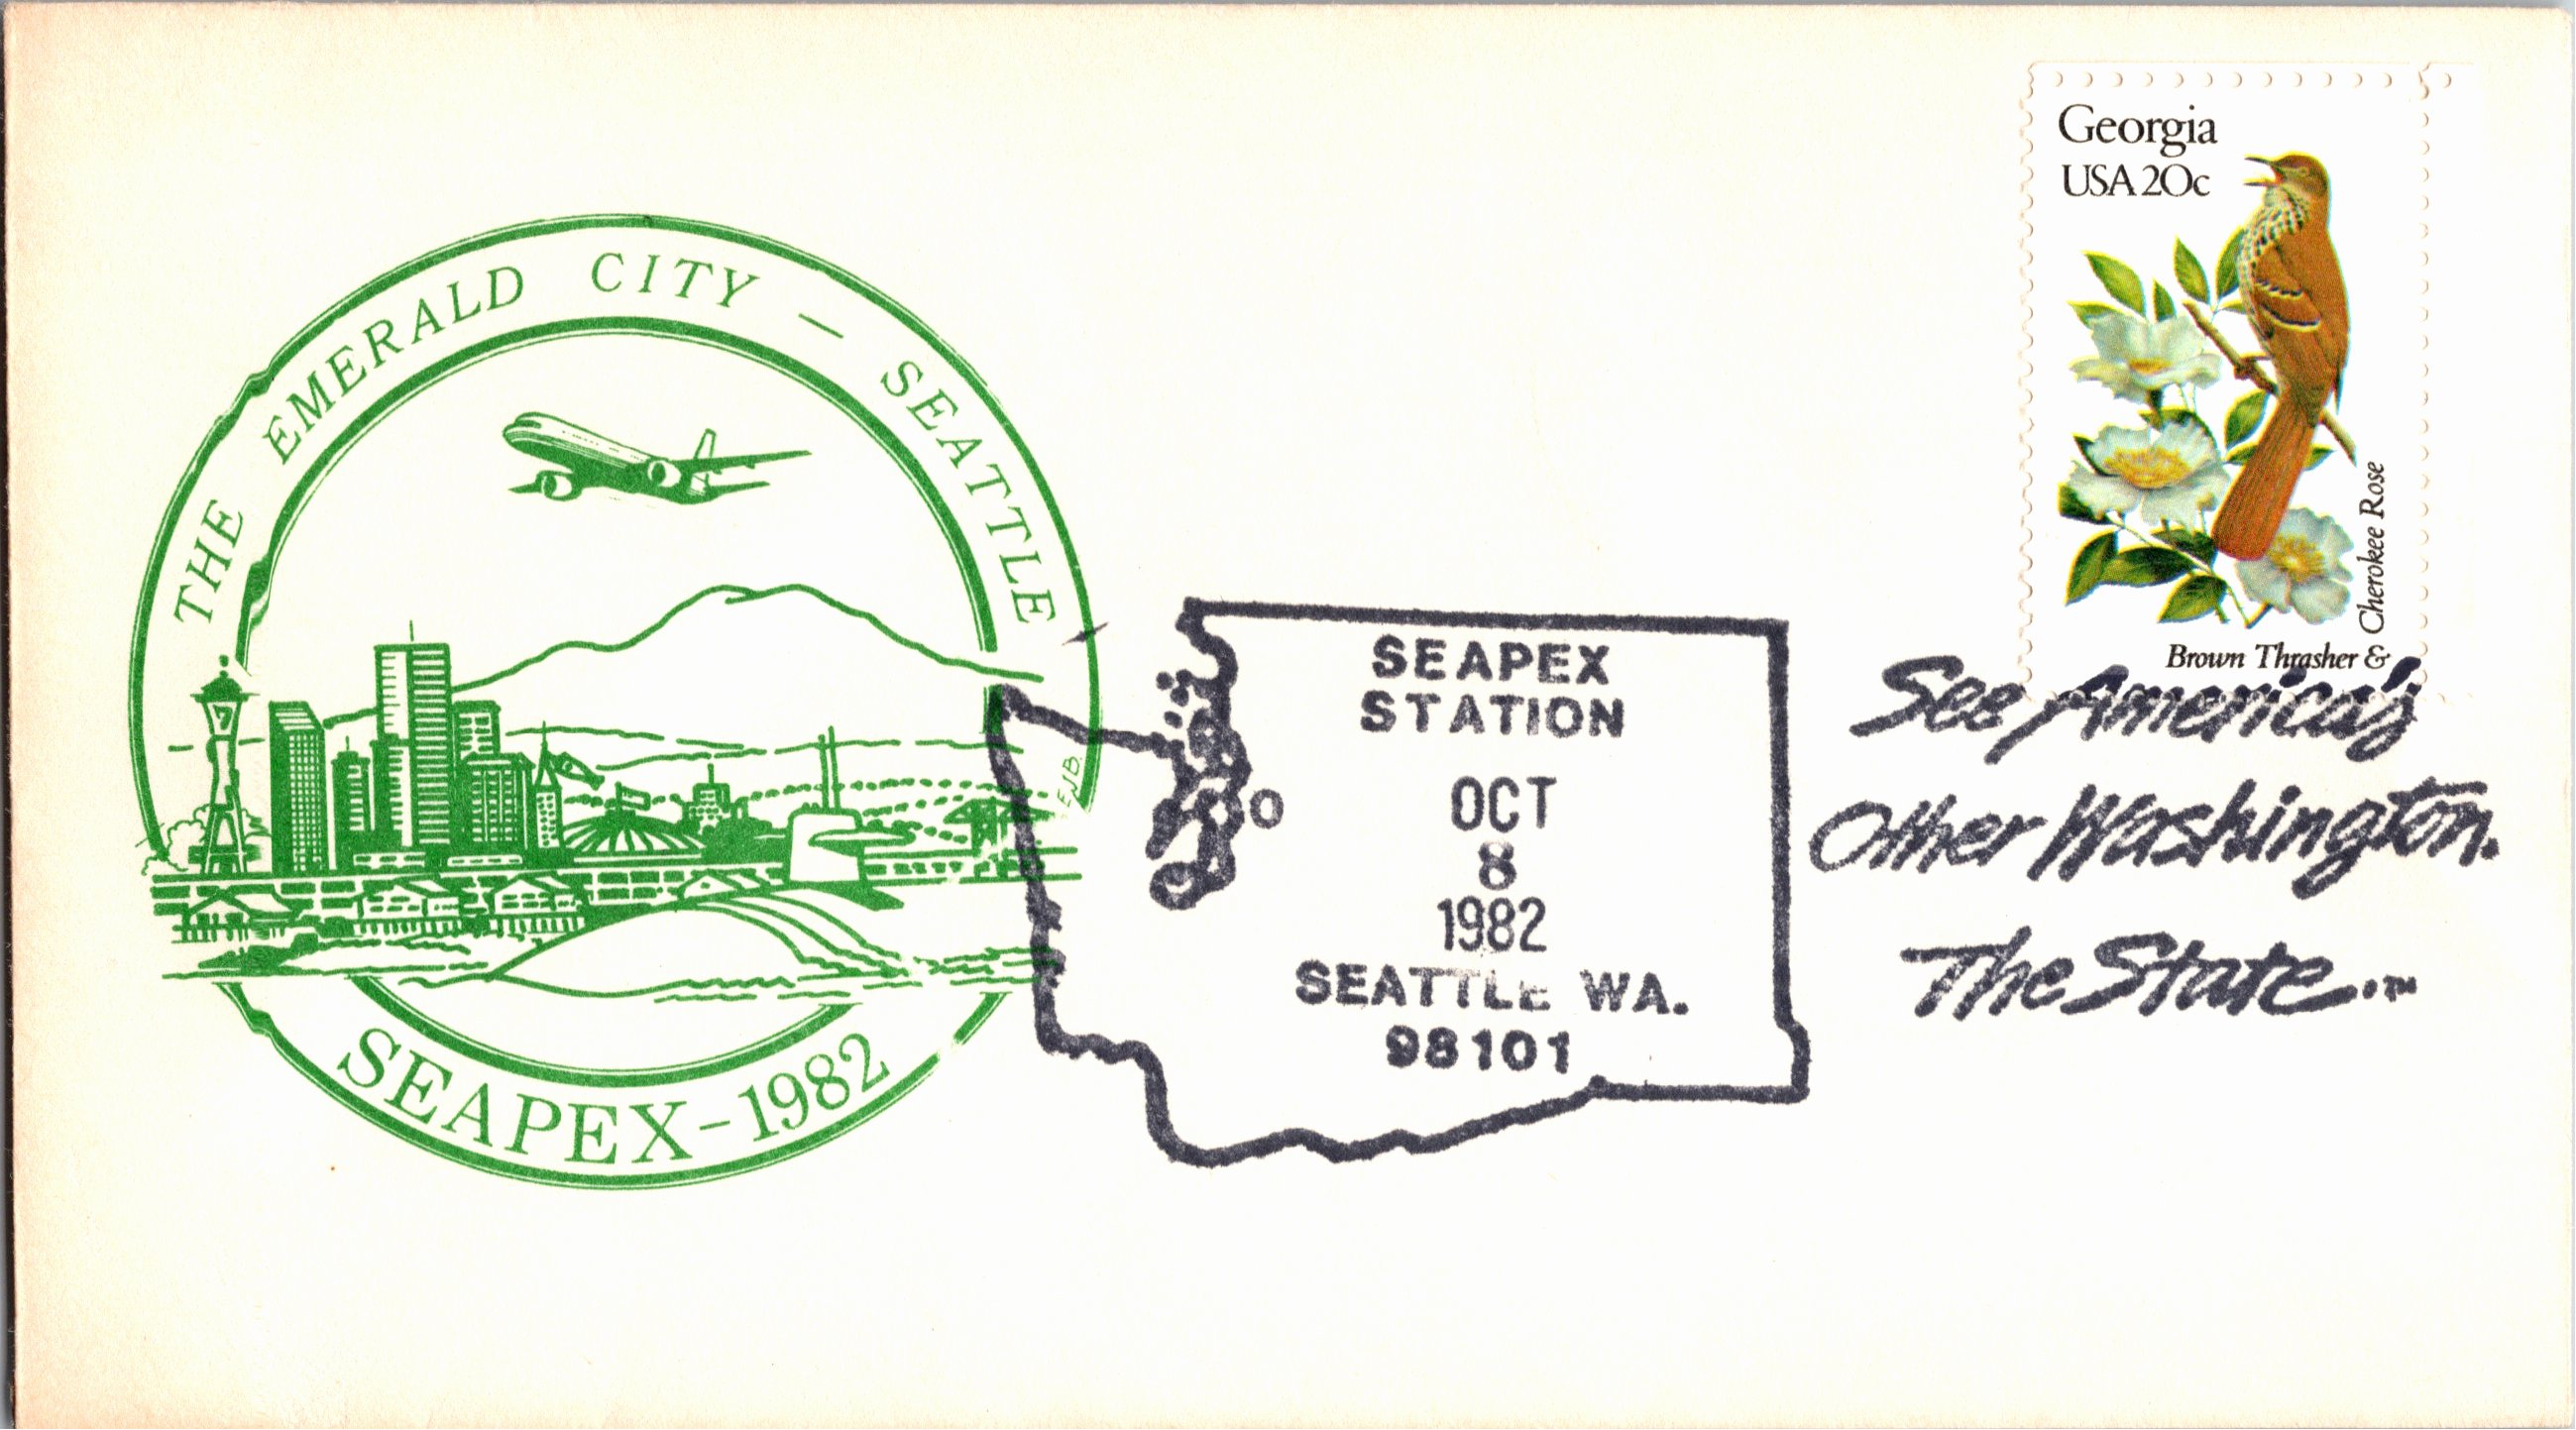 THE EMERALD CITY – SEATTLE
EJB.
SEAPEX-1982
SEAPEX
STATION
OCT
8
1982
SEATTLE WA.
98101
Georgia
USA 20c
Cherokee Rose
Brown Thrasher &
See America's
Other Washington.
The State.™